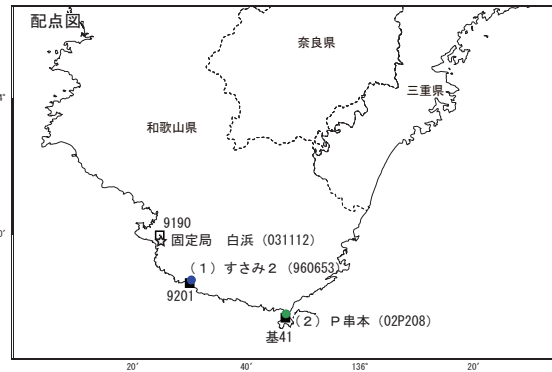 配点図
奈良県
三重県
和歌山県
4°
9190
0°
固定局 白浜 (031112)
(1) すさみ2 (960653)
9201
(2) P串本 (02P208)
基41
20′ 40′ 136° 20′